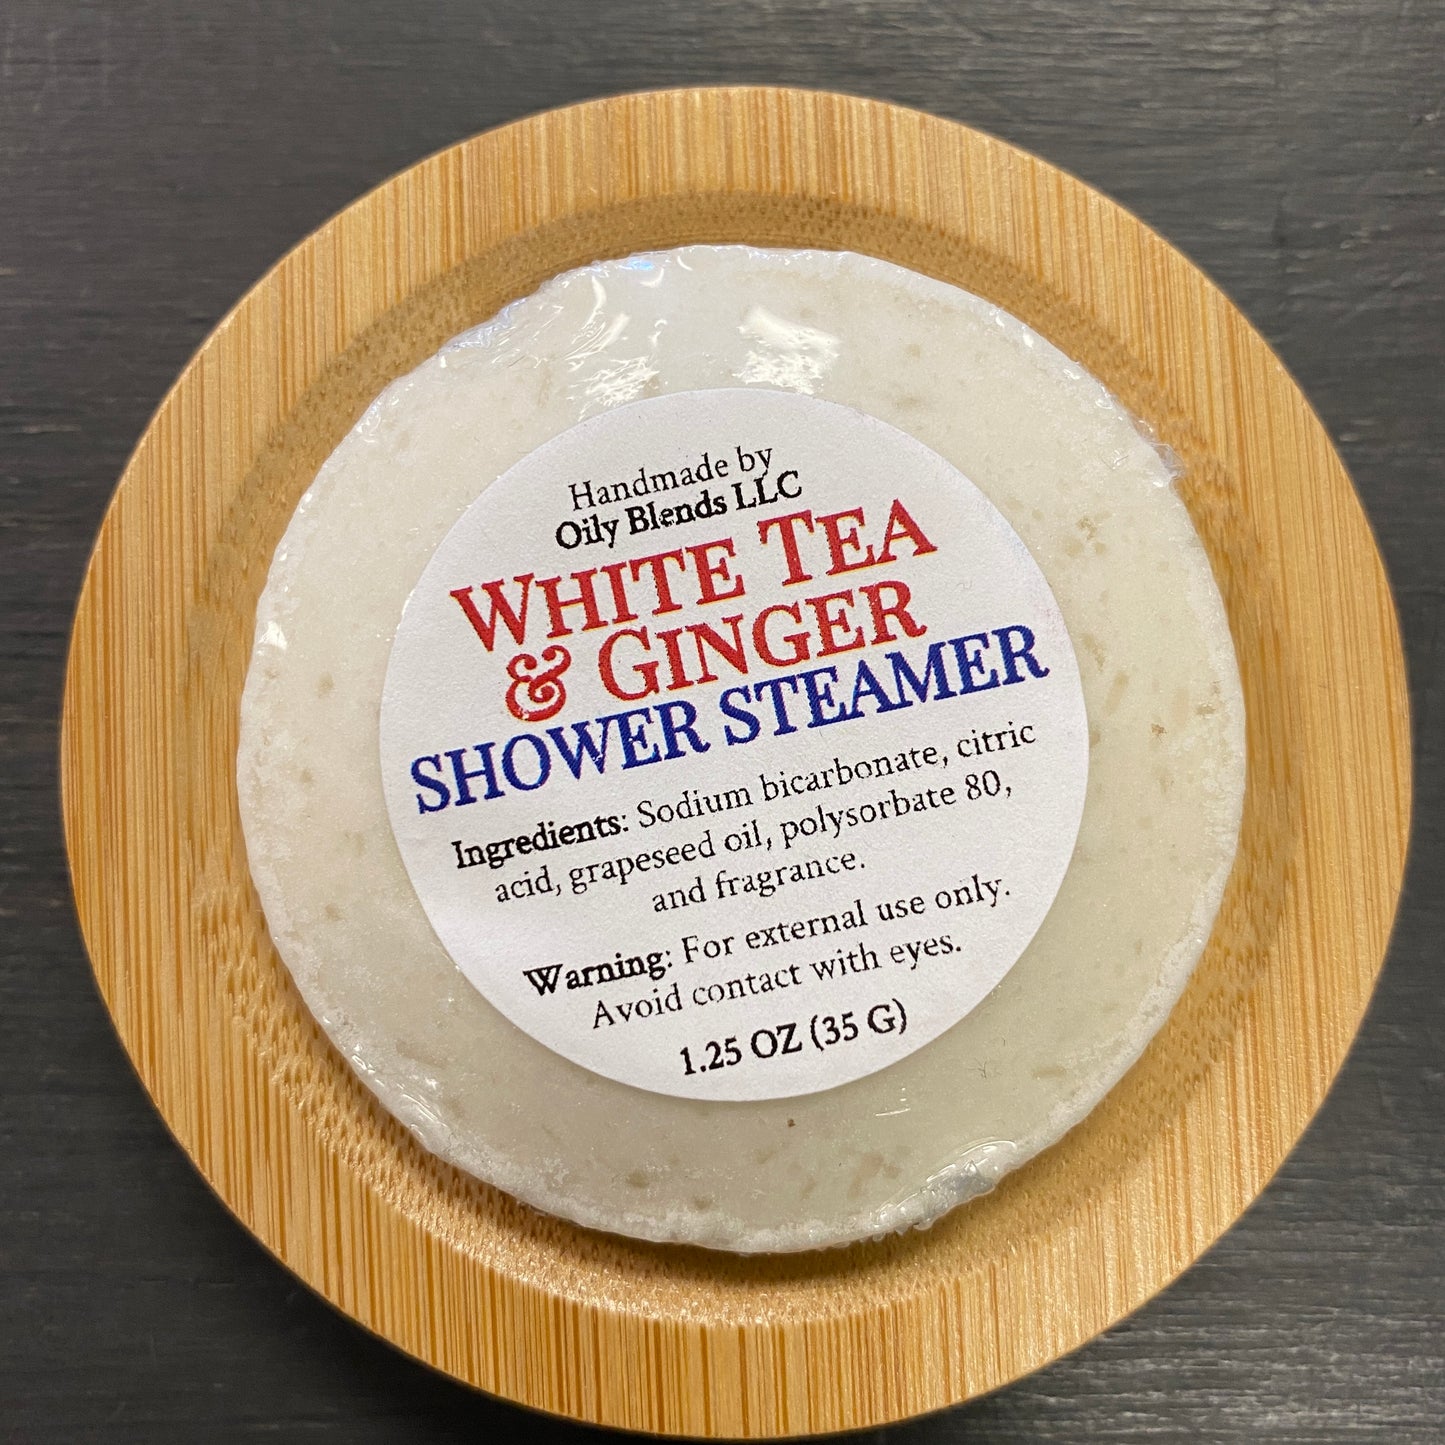 Handmade by
Oily Blends LLC
WHITE TEA
& GINGER
SHOWER STEAMER
Ingredients: Sodium bicarbonate, citric
acid, grapeseed oil, polysorbate 80,
and fragrance.
Warning: For external use only.
Avoid contact with eyes.
1.25 OZ (35 G)